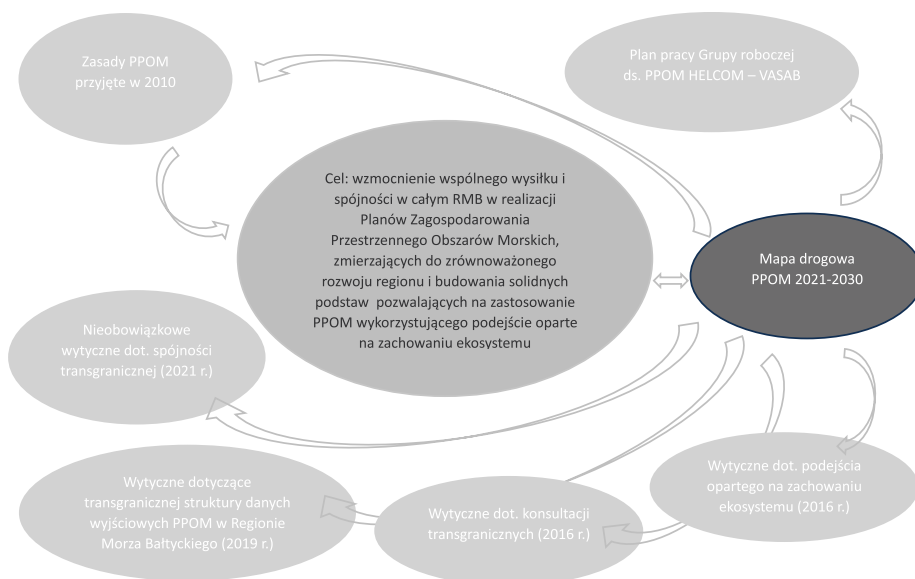 Zasady PPOM
przyjęte w 2010
Plan pracy Grupy roboczej
ds. PPOM HELCOM – VASAB
Cel: wzmocnienie wspólnego wysiłku i
spójności w całym RMB w realizacji
Planów Zagospodarowania
Przestrzennego Obszarów Morskich,
zmierzających do zrównoważonego
rozwoju regionu i budowania solidnych
podstaw pozwalających na zastosowanie
PPOM wykorzystującego podejście oparte
na zachowaniu ekosystemu
Mapa drogowa
PPOM 2021-2030
Nieobowiązkowe
wytyczne dot. spójności
transgranicznej (2021 r.)
Wytyczne dotyczące
transgranicznej struktury danych
wyjściowych PPOM w Regionie
Morza Bałtyckiego (2019 r.)
Wytyczne dot. konsultacji
transgranicznych (2016 r.)
Wytyczne dot. podejścia
opartego na zachowaniu
ekosystemu (2016 r.)